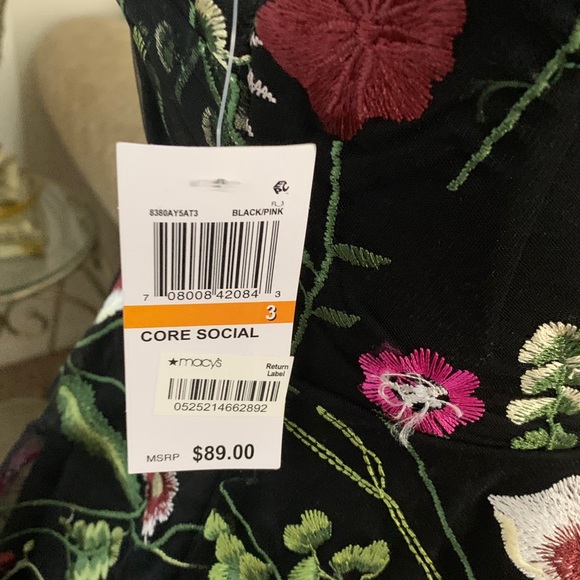 FL_3
8380AY5AT3 BLACK/PINK
7 08008 42084 3
3
CORE SOCIAL
★macy's
Return
Label
0525214662892
MSRP $89.00